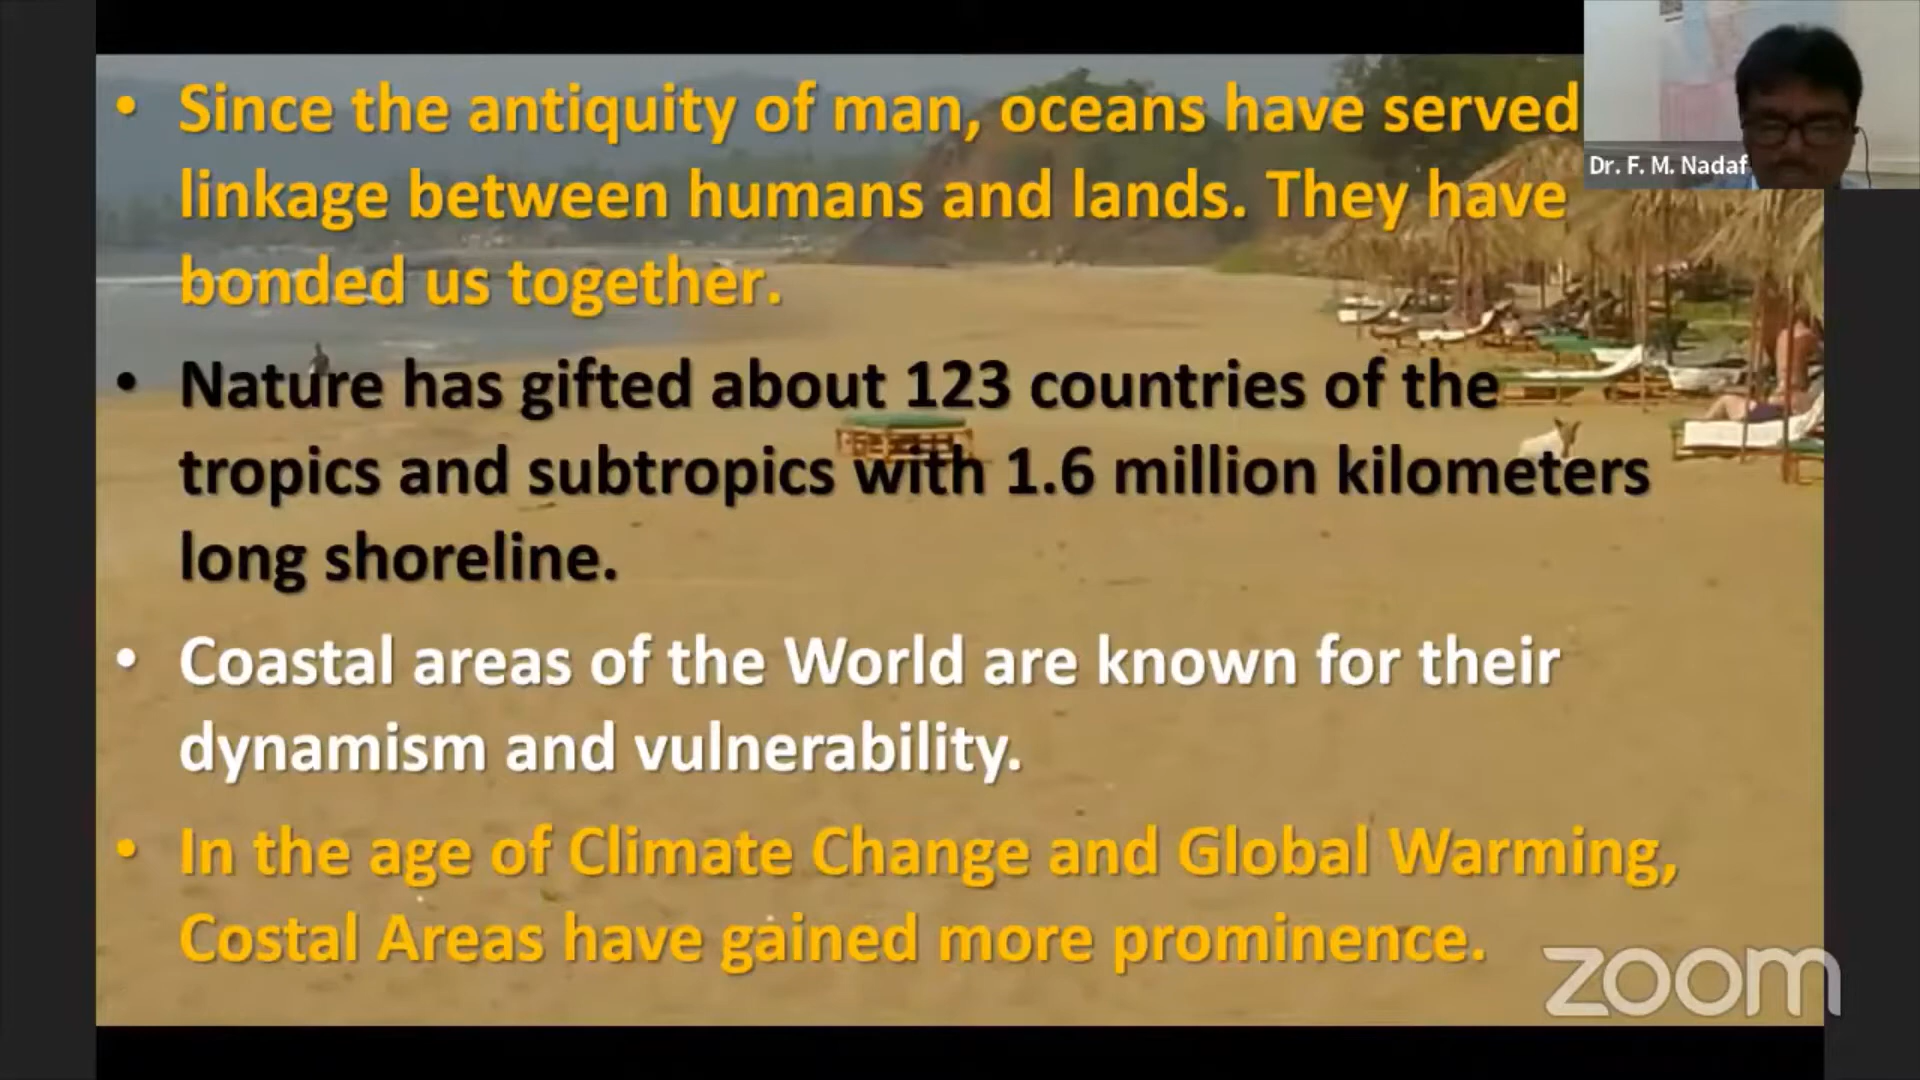 • Since the antiquity of man, oceans have served
linkage between humans and lands. They have
bonded us together.
• Nature has gifted about 123 countries of the
tropics and subtropics with 1.6 million kilometers
long shoreline.
• Coastal areas of the World are known for their
dynamism and vulnerability.
• In the age of Climate Change and Global Warming,
Costal Areas have gained more prominence.
Dr. F. M. Nadaf
zoom